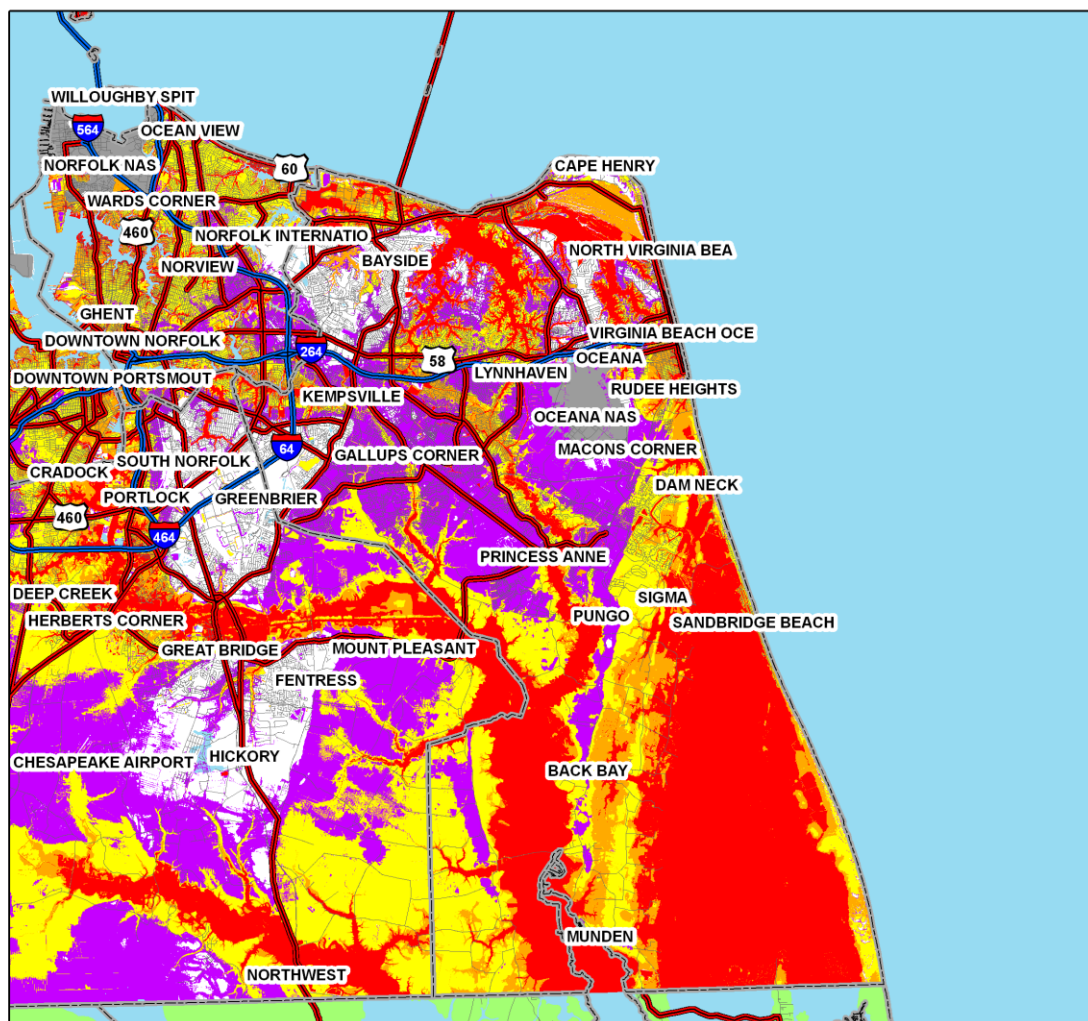 WILLOUGHBY SPIT
564
OCEAN VIEW
NORFOLK NAS
60
CAPE HENRY
WARDS CORNER
460
NORFOLK INTERNATIO
NORTH VIRGINIA BEA
BAYSIDE
NORVIEW
GHENT
DOWNTOWN NORFOLK
VIRGINIA BEACH OCE
264
58
OCEANA
LYNNHAVEN
DOWNTOWN PORTSMOUT
RUDEE HEIGHTS
KEMPSVILLE
OCEANA NAS
64
MACONS CORNER
GALLUPS CORNER
SOUTH NORFOLK
CRADOCK
DAM NECK
PORTLOCK
GREENBRIER
460
464
PRINCESS ANNE
DEEP CREEK
SIGMA
HERBERTS CORNER
PUNGO
SANDBRIDGE BEACH
GREAT BRIDGE
MOUNT PLEASANT
FENTRESS
CHESAPEAKE AIRPORT
HICKORY
BACK BAY
MUNDEN
NORTHWEST